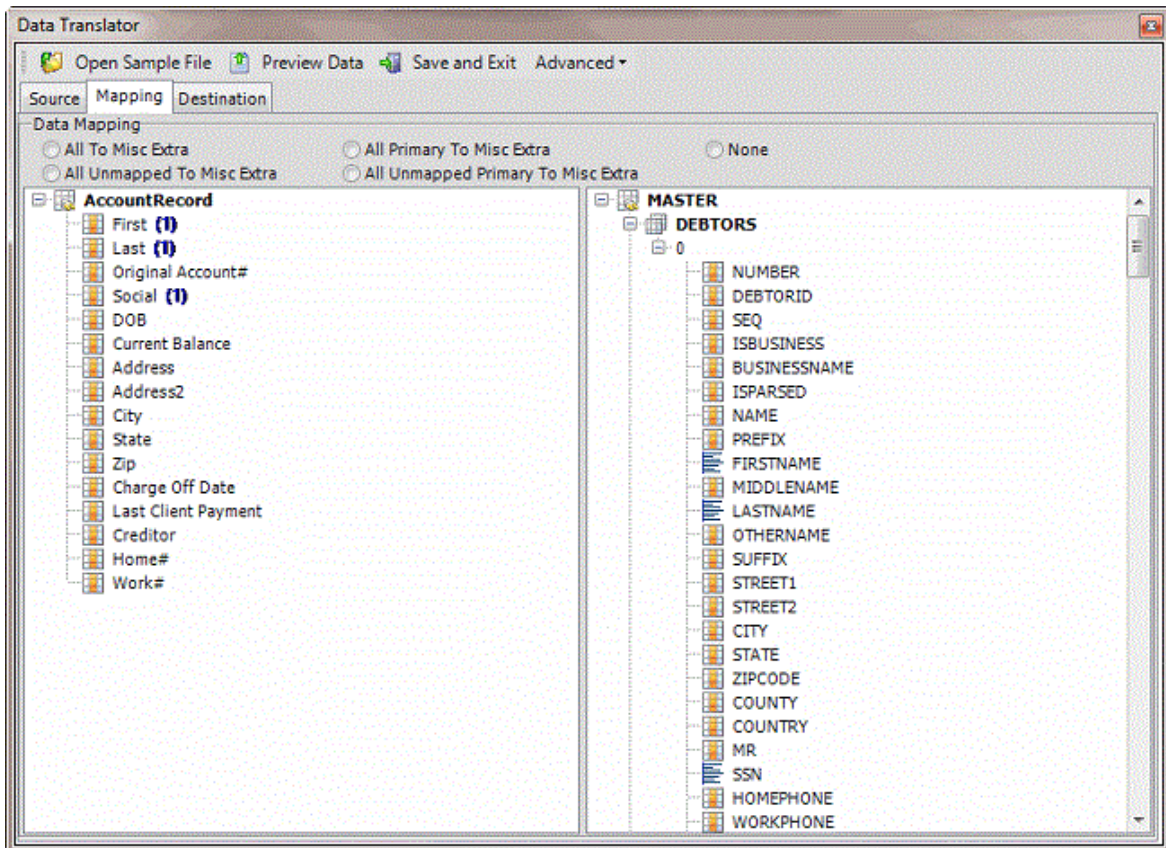 Data Translator
Open Sample File Preview Data Save and Exit Advanced
Source Mapping Destination
Data Mapping
All To Misc Extra All Primary To Misc Extra None
All Unmapped To Misc Extra All Unmapped Primary To Misc Extra
AccountRecord
First (1)
Last (1)
Original Account#
Social (1)
DOB
Current Balance
Address
Address2
City
State
Zip
Charge Off Date
Last Client Payment
Creditor
Home#
Work#
MASTER
DEBTORS
0
NUMBER
DEBTORID
SEQ
ISBUSINESS
BUSINESSNAME
ISPARSED
NAME
PREFIX
FIRSTNAME
MIDDLENAME
LASTNAME
OTHERNAME
SUFFIX
STREET1
STREET2
CITY
STATE
ZIPCODE
COUNTY
COUNTRY
MR
SSN
HOMEPHONE
WORKPHONE